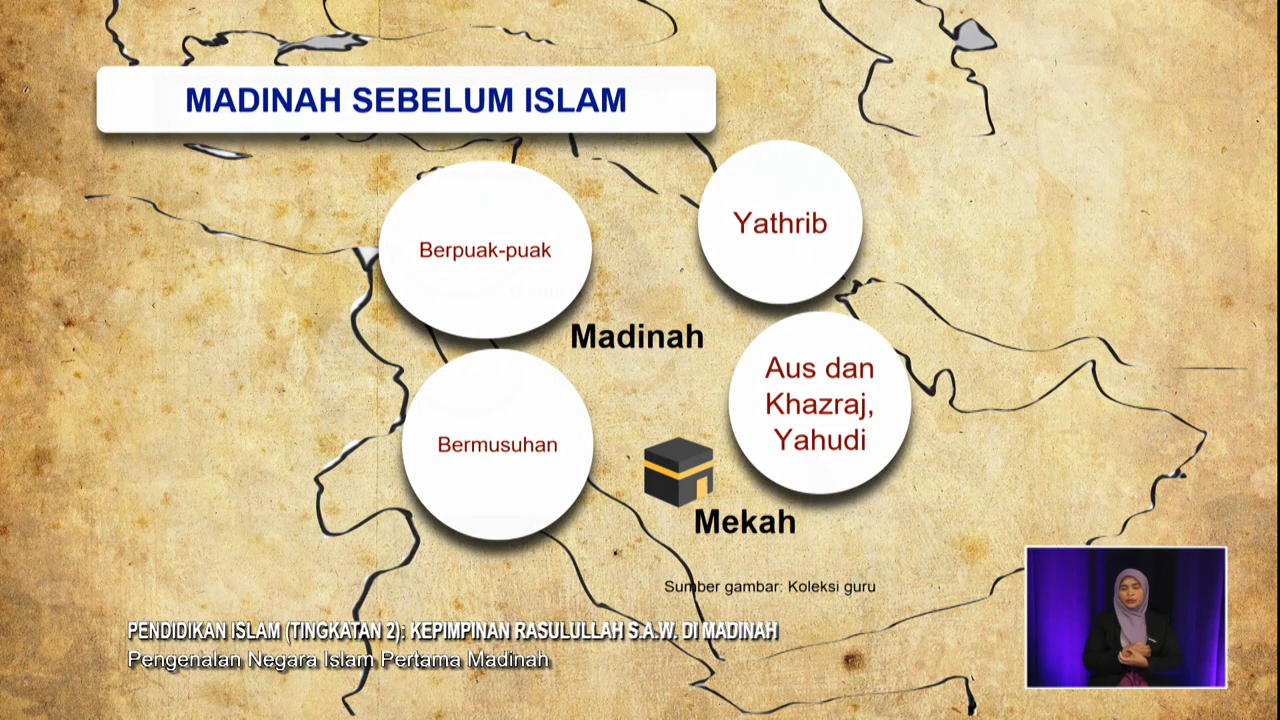 MADINAH SEBELUM ISLAM
Berpuak-puak
Yathrib
Madinah
Bermusuhan
Aus dan
Khazraj,
Yahudi
Mekah
Sumber gambar: Koleksi guru
PENDIDIKAN ISLAM (TINGKATAN 2): KEPIMPINAN RASULULLAH S.A.W. DI MADINAH
Pengenalan Negara Islam Pertama Madinah